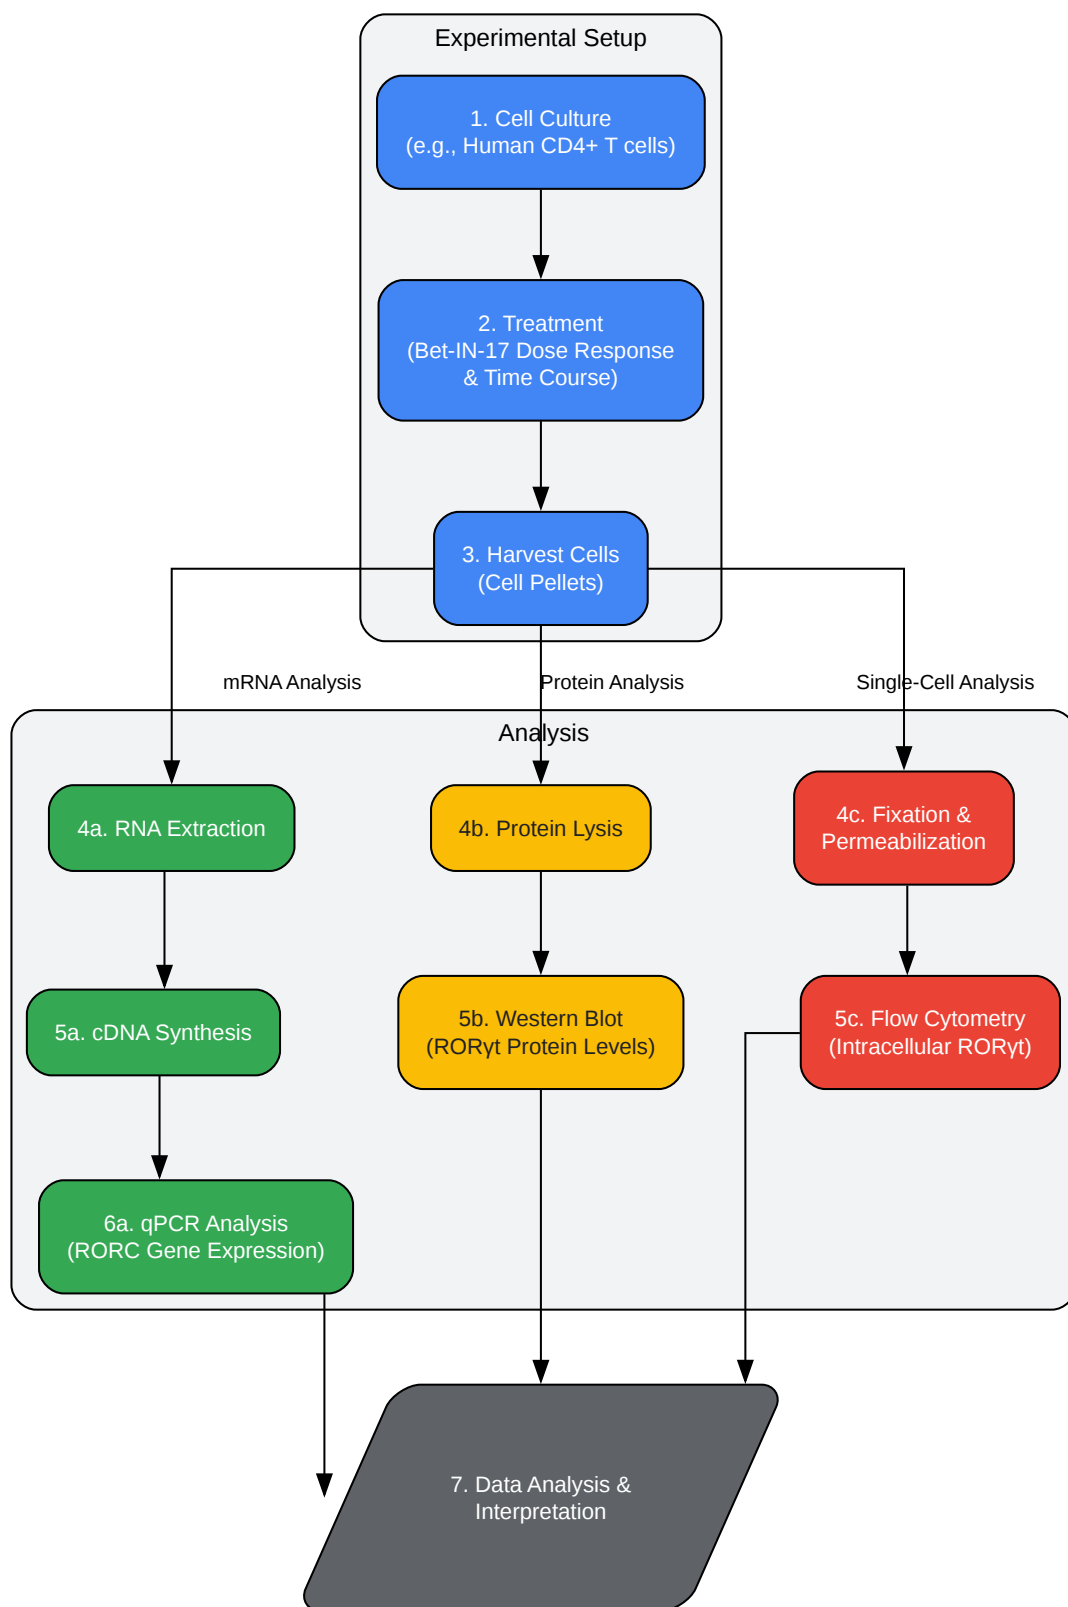 Experimental Setup
1. Cell Culture
(e.g., Human CD4+ T cells)
2. Treatment
(Bet-IN-17 Dose Response
& Time Course)
3. Harvest Cells
(Cell Pellets)
mRNA Analysis
Protein Analysis
Single-Cell Analysis
Analysis
4a. RNA Extraction
4b. Protein Lysis
4c. Fixation &
Permeabilization
5a. cDNA Synthesis
5b. Western Blot
(RORγt Protein Levels)
5c. Flow Cytometry
(Intracellular RORγt)
6a. qPCR Analysis
(RORC Gene Expression)
7. Data Analysis &
Interpretation